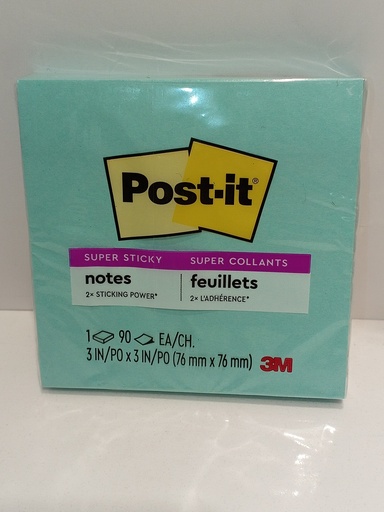 Post-it®
SUPER STICKY SUPER COLLANTS
notes feuillets
2× STICKING POWER* 2× L'ADHÉRENCE*
1 90 EA/CH.
3 IN/PO x 3 IN/PO (76 mm x 76 mm) 3M